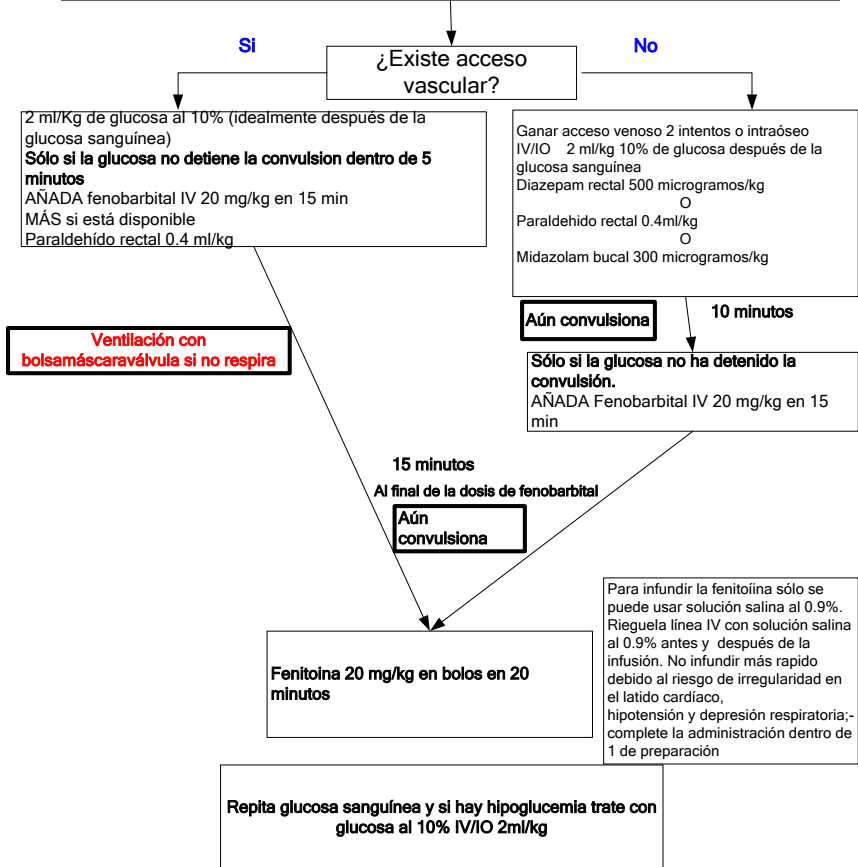 Si
No
¿Existe acceso
vascular?
2 ml/Kg de glucosa al 10% (idealmente después de la
glucosa sanguínea)
Sólo si la glucosa no detiene la convulsion dentro de 5
minutos
AÑADA fenobarbital IV 20 mg/kg en 15 min
MÁS si está disponible
Paraldehído rectal 0.4 ml/kg
Ganar acceso venoso 2 intentos o intraóseo
IV/IO 2 ml/kg 10% de glucosa después de la
glucosa sanguínea
Diazepam rectal 500 microgramos/kg
O
Paraldehido rectal 0.4ml/kg
O
Midazolam bucal 300 microgramos/kg
Aún convulsiona
10 minutos
Ventilación con
bolsamáscaraválvula si no respira
Sólo si la glucosa no ha detenido la
convulsión.
AÑADA Fenobarbital IV 20 mg/kg en 15
min
15 minutos
Al final de la dosis de fenobarbital
Aún
convulsiona
Fenitoina 20 mg/kg en bolos en 20
minutos
Para infundir la fenitoíina sólo se
puede usar solución salina al 0.9%.
Rieguela línea IV con solución salina
al 0.9% antes y después de la
infusión. No infundir más rapido
debido al riesgo de irregularidad en
el latido cardíaco,
hipotensión y depresión respiratoria;-
complete la administración dentro de
1 de preparación
Repita glucosa sanguínea y si hay hipoglucemia trate con
glucosa al 10% IV/IO 2ml/kg